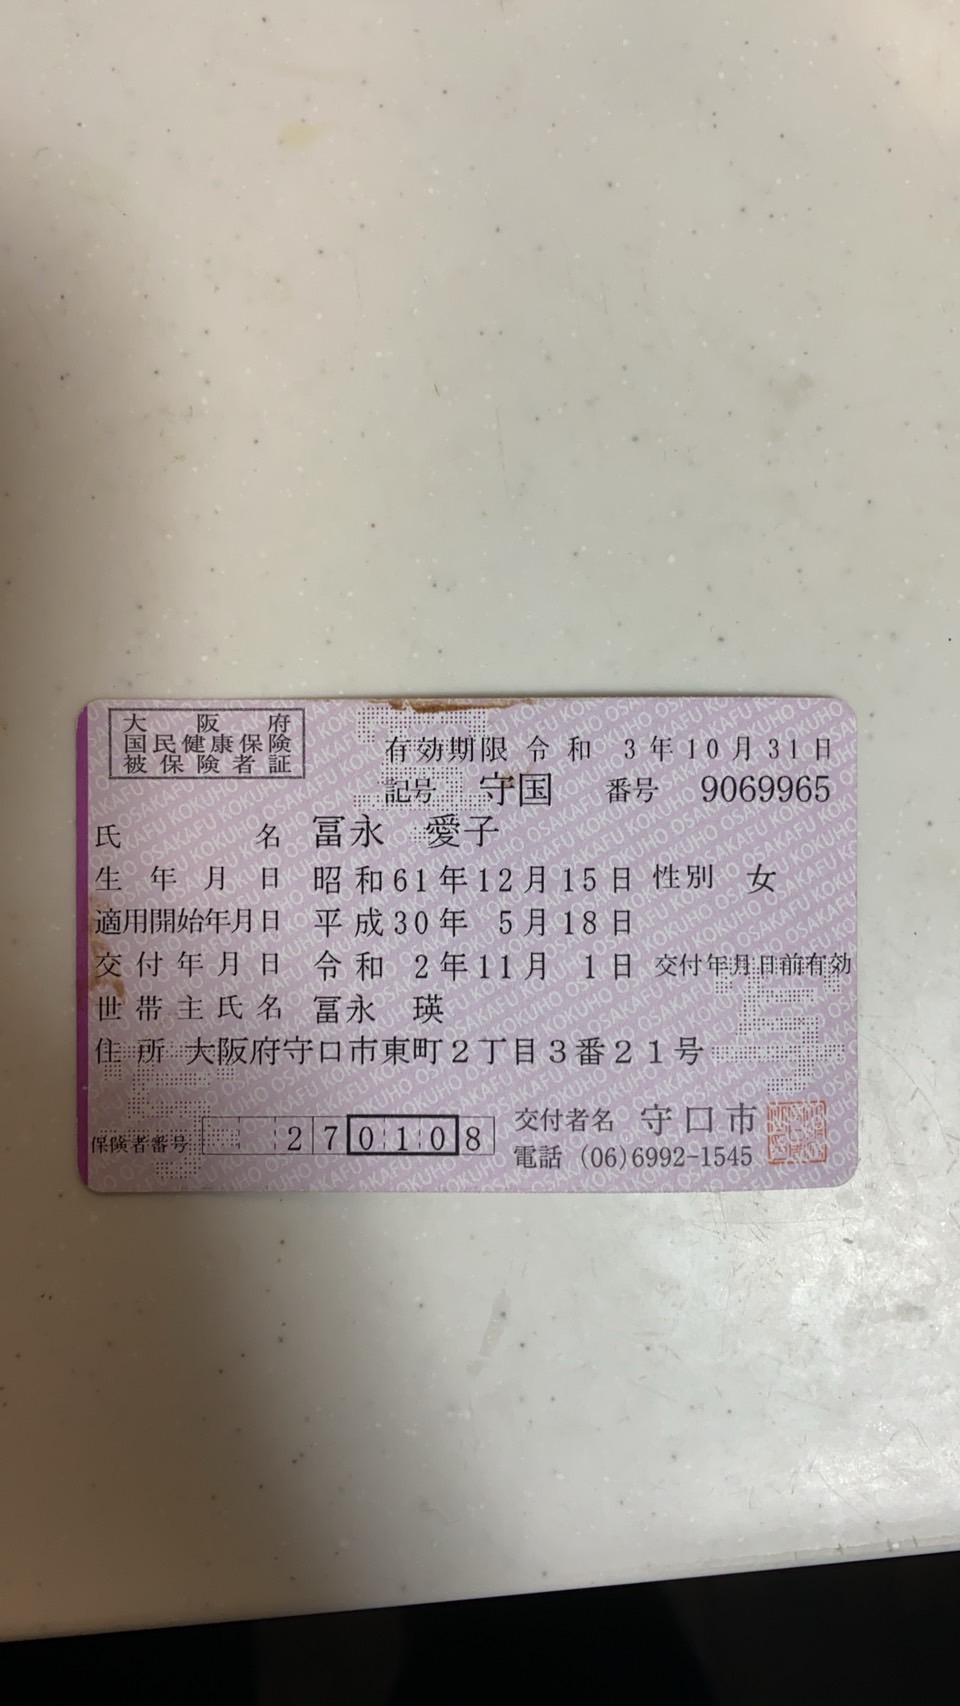 大阪府
国民健康保険
被保険者証
有効期限 令和 3年10月31日
記号 守国 番号 9069965
氏名 冨永 愛子
生年月日 昭和61年12月15日 性別 女
適用開始年月日 平成30年 5月18日
交付年月日 令和 2年11月 1日 交付年月日前有効
世帯主氏名 冨永 瑛
住所 大阪府守口市東町2丁目3番21号
保険者番号 270108
交付者名 守口市
電話 (06)6992-1545